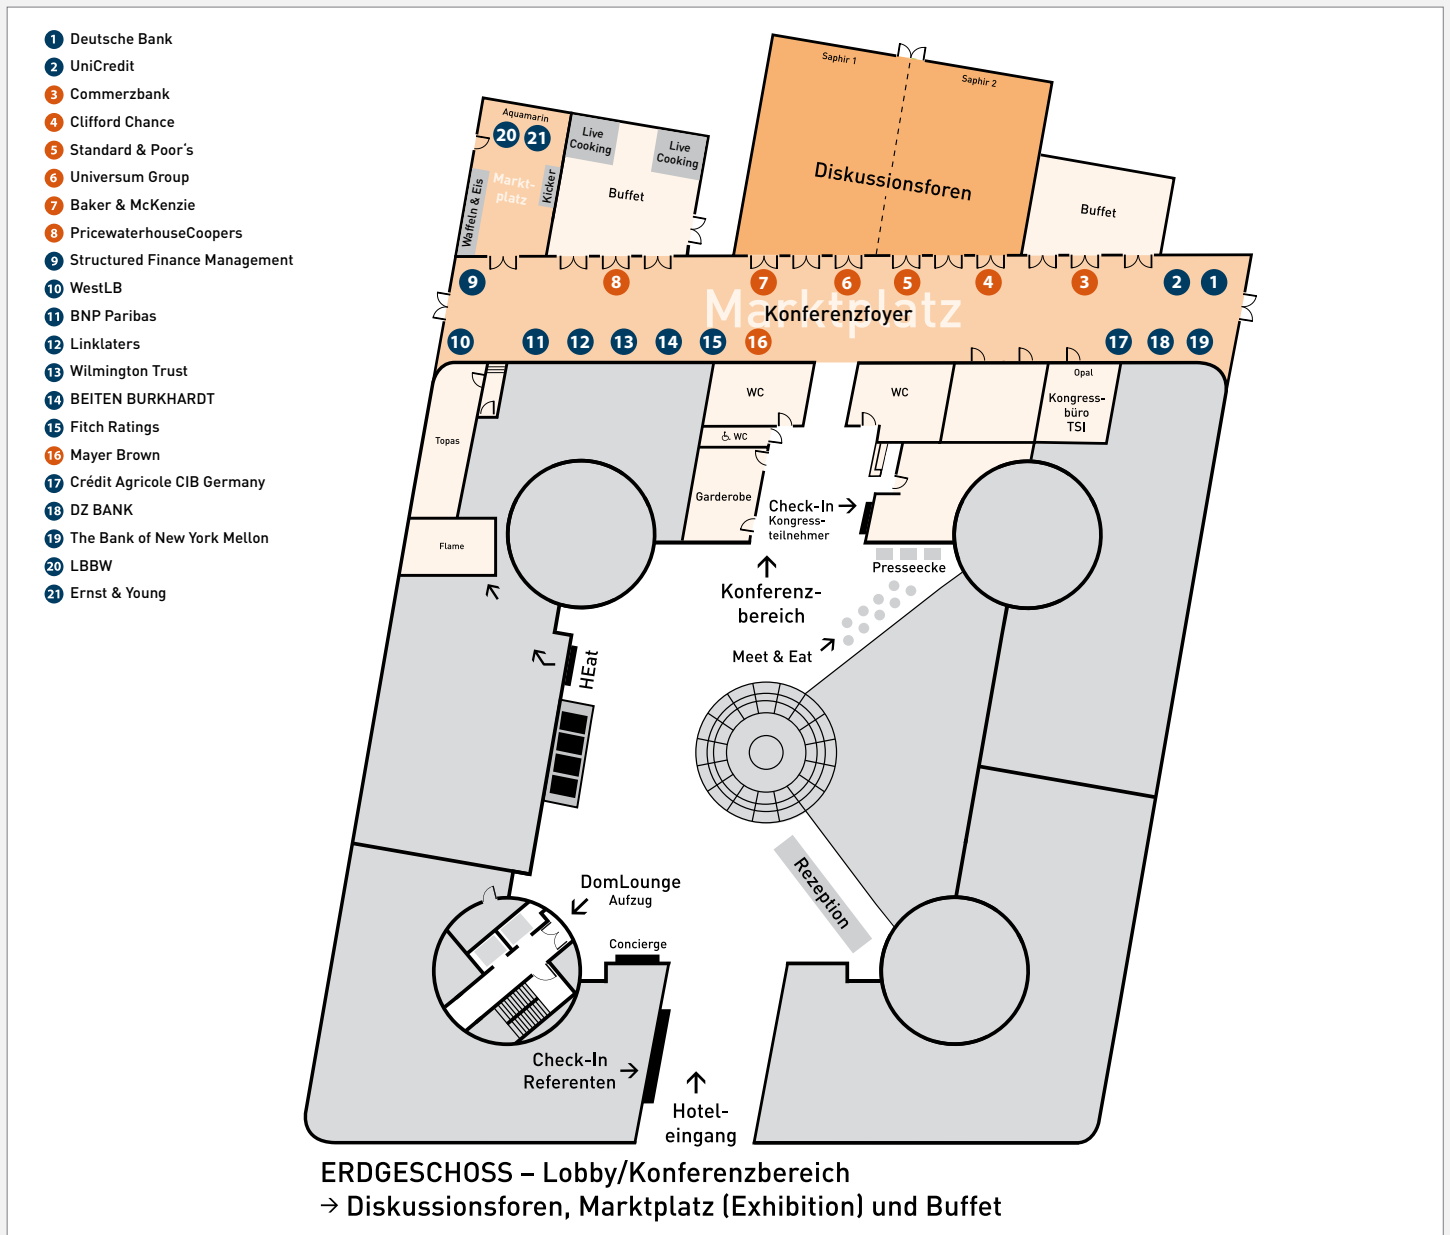 1 Deutsche Bank
2 UniCredit
3 Commerzbank
4 Clifford Chance
5 Standard & Poor´s
6 Universum Group
7 Baker & McKenzie
8 PricewaterhouseCoopers
9 Structured Finance Management
10 WestLB
11 BNP Paribas
12 Linklaters
13 Wilmington Trust
14 BEITEN BURKHARDT
15 Fitch Ratings
16 Mayer Brown
17 Crédit Agricole CIB Germany
18 DZ BANK
19 The Bank of New York Mellon
20 LBBW
21 Ernst & Young
Saphir 1
Saphir 2
Diskussionsforen
Aquamarin
20 21
Markt-
platz
Waffeln & Eis
Kicker
Live
Cooking
Live
Cooking
Buffet
Buffet
9 8 7 6 5 4 3 2 1
Marktplatz
Konferenzfoyer
10 11 12 13 14 15 16 17 18 19
Topas
Flame
WC
WC
WC
Garderobe
Opal
Kongress-
büro
TSI
Check-In
Kongress-
teilnehmer
Presseecke
Konferenz-
bereich
Meet & Eat
HEat
Rezeption
DomLounge
Aufzug
Concierge
Check-In
Referenten
Hotel-
eingang
ERDGESCHOSS – Lobby/Konferenzbereich
→ Diskussionsforen, Marktplatz (Exhibition) und Buffet